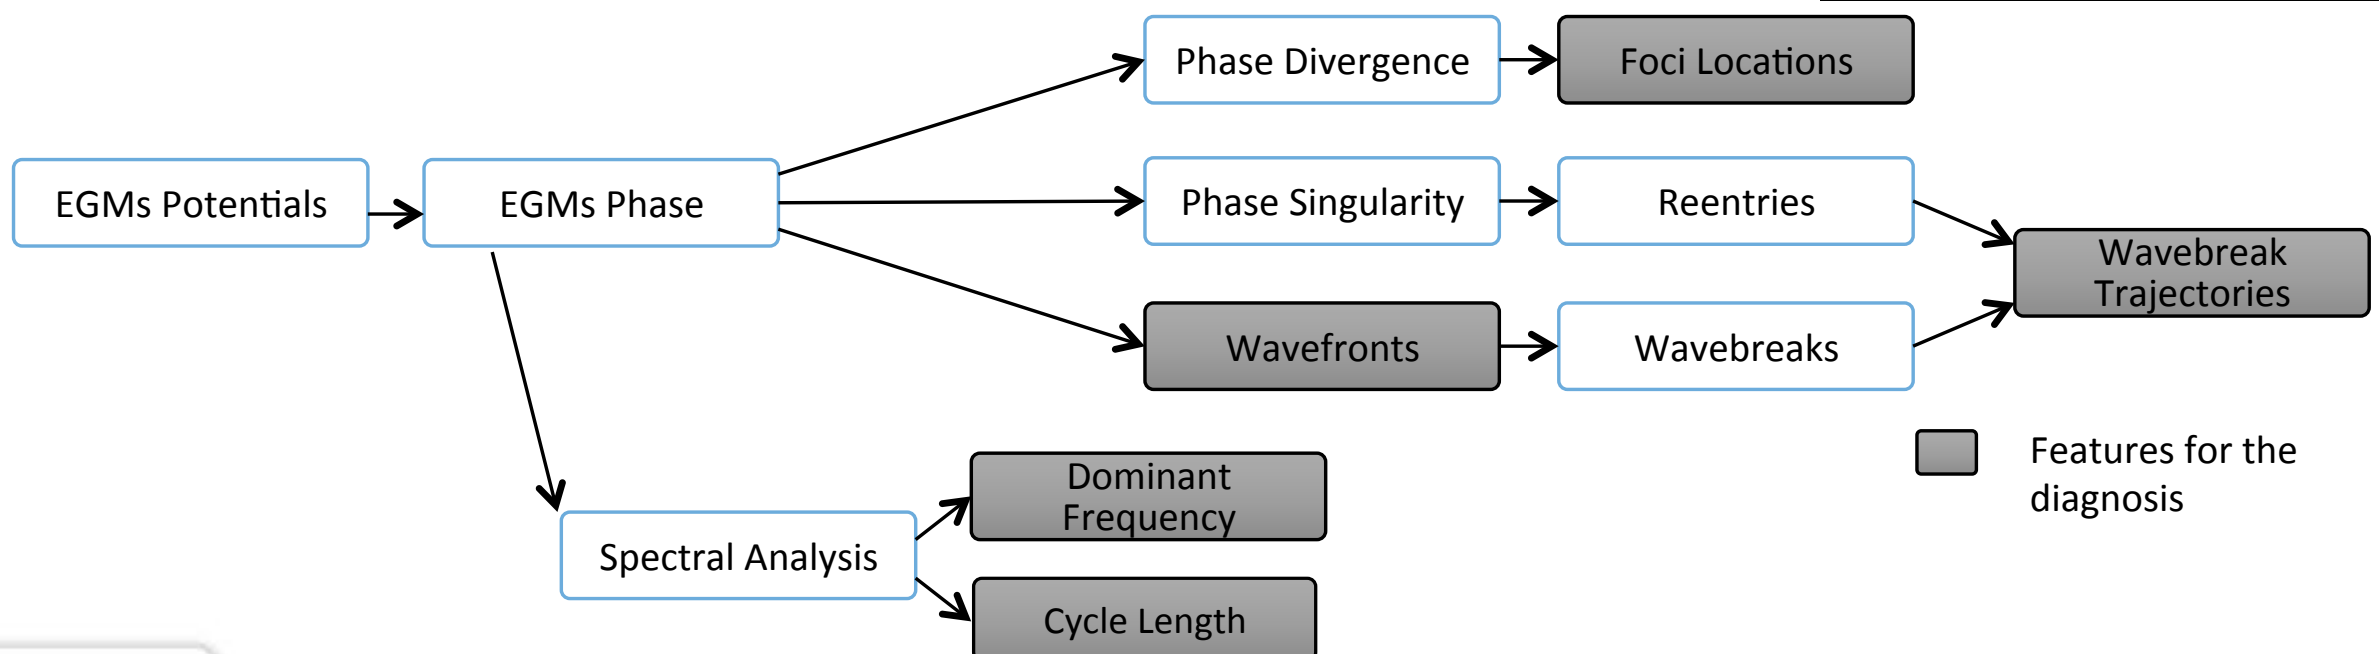 Phase Divergence
Foci Locations
EGMs Potentials
EGMs Phase
Phase Singularity
Reentries
Wavebreak
Trajectories
Wavefronts
Wavebreaks
Features for the
diagnosis
Dominant
Frequency
Spectral Analysis
Cycle Length